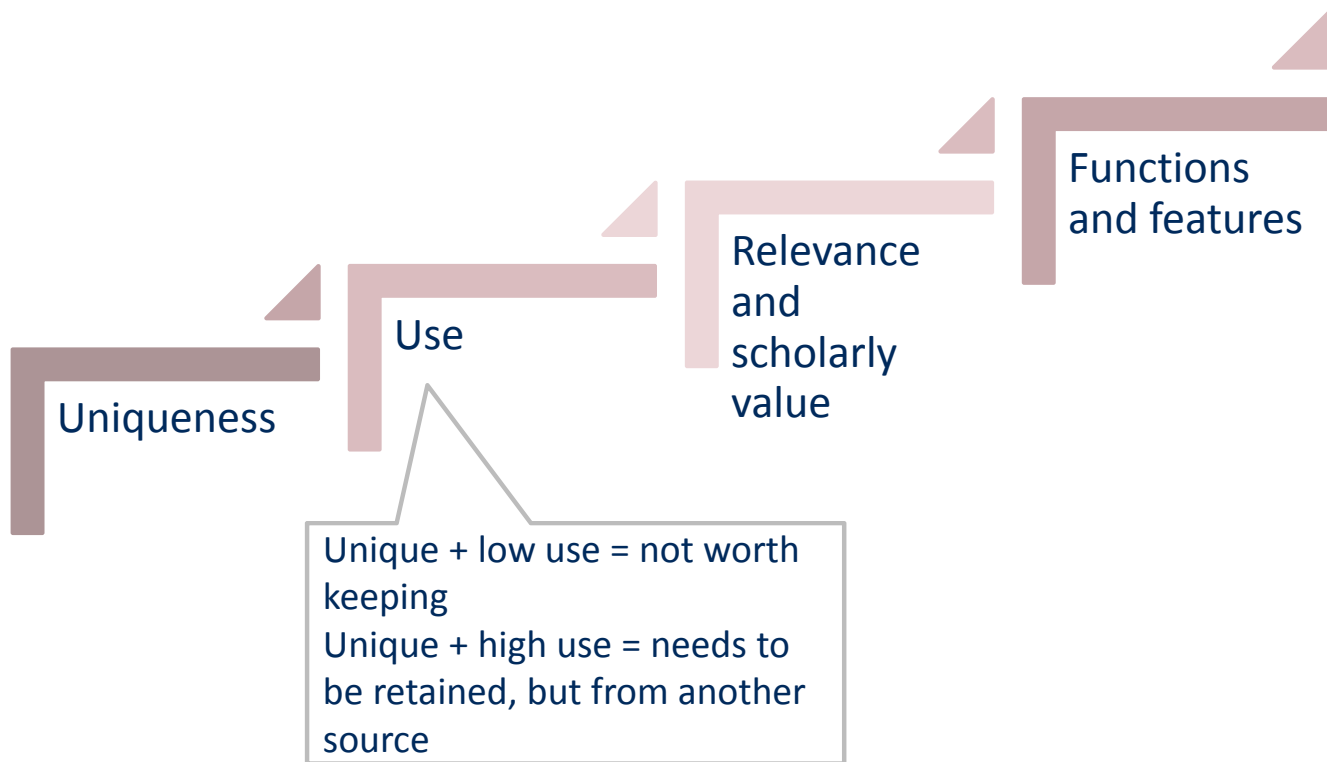 Uniqueness
Use
Unique + low use = not worth
keeping
Unique + high use = needs to
be retained, but from another
source
Relevance
and
scholarly
value
Functions
and features